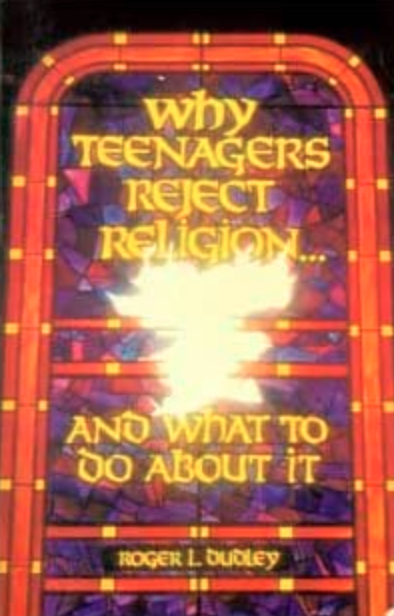 Why
TEENAGERS
REJECT
RELIGION...
AND WHAT TO
DO ABOUT IT
ROGER L. DUDLEY